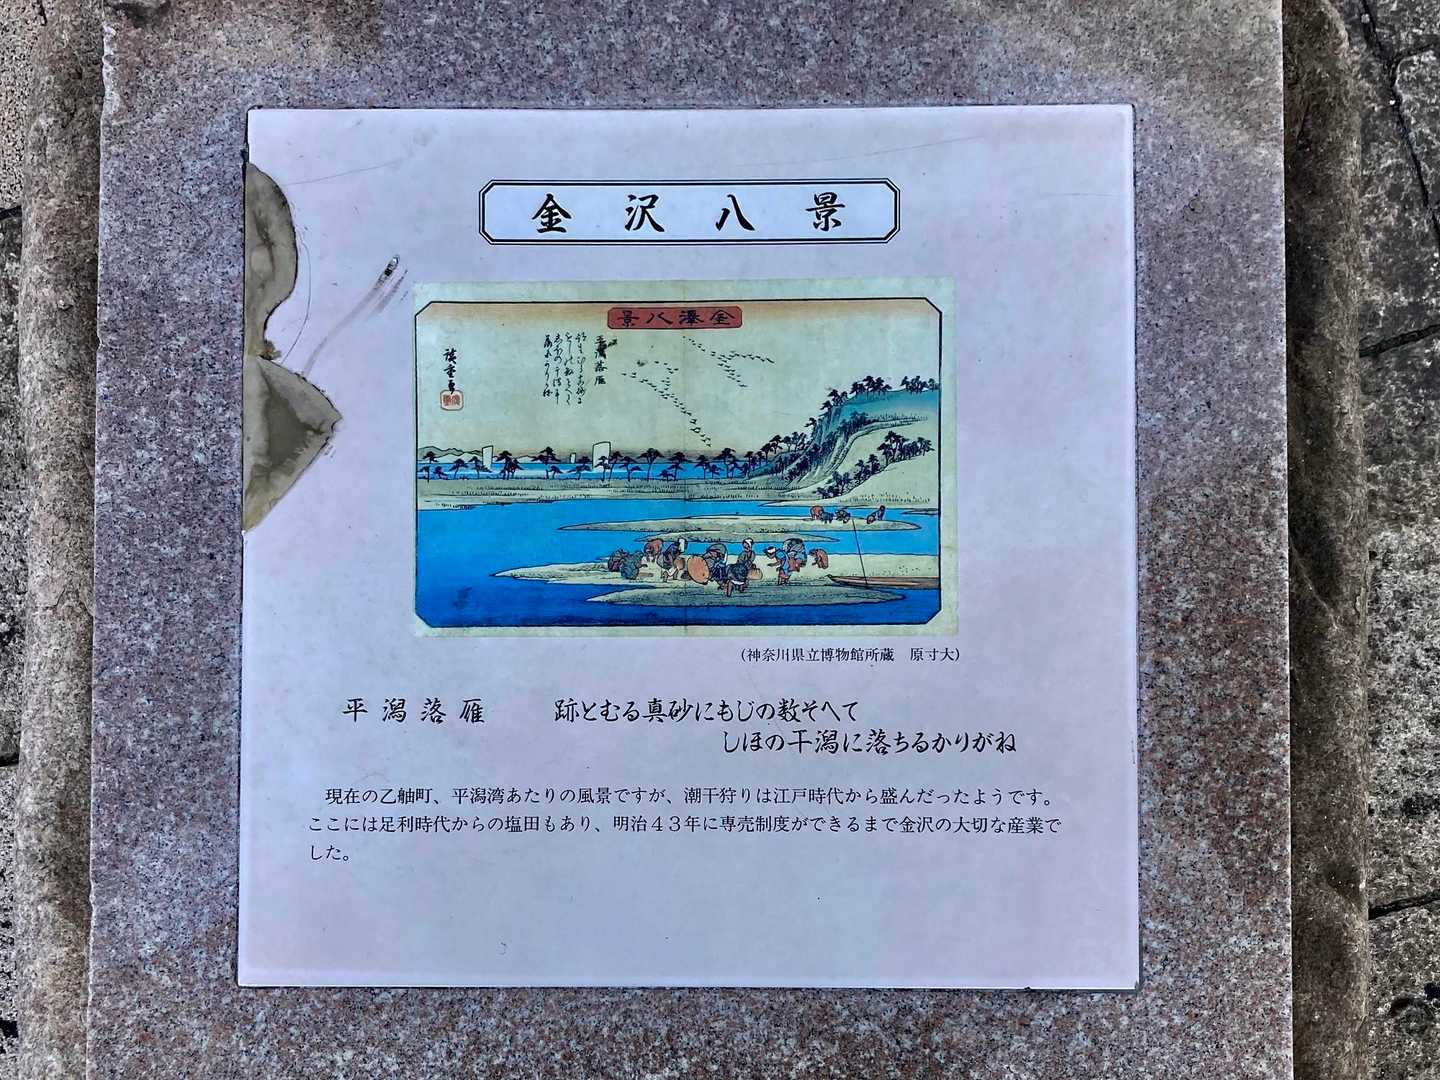 金沢八景
金澤八景
平潟落雁
廣重筆
(神奈川県立博物館所蔵　原寸大)
平潟落雁
跡とむる真砂にもじの数そへて
しほの干潟に落ちるかりがね
現在の乙舳町、平潟湾あたりの風景ですが、潮干狩りは江戸時代から盛んだったようです。
ここには足利時代からの塩田もあり、明治４３年に専売制度ができるまで金沢の大切な産業で
した。